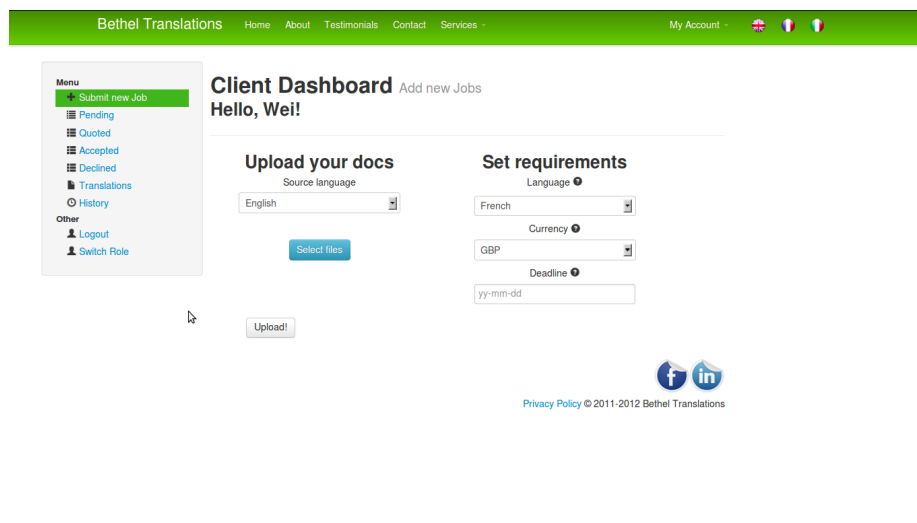 Bethel Translations Home About Testimonials Contact Services My Account
Menu
Submit new Job
Pending
Quoted
Accepted
Declined
Translations
History
Other
Logout
Switch Role
Client Dashboard Add new Jobs
Hello, Wei!
Upload your docs
Source language
English
Select files
Upload!
Set requirements
Language
French
Currency
GBP
Deadline
yy-mm-dd
f in
Privacy Policy © 2011-2012 Bethel Translations